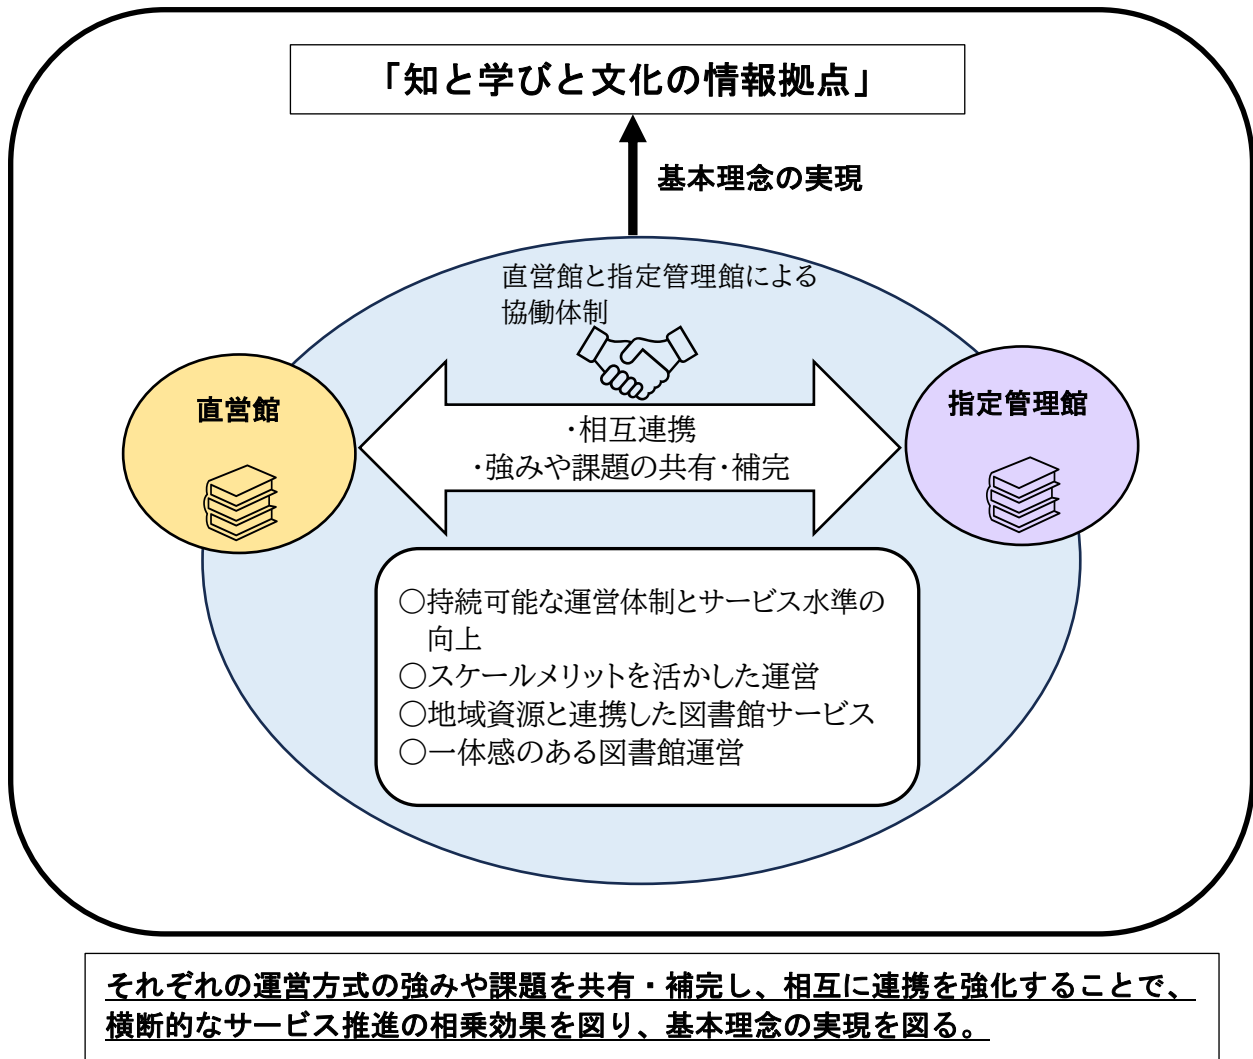 「知と学びと文化の情報拠点」
基本理念の実現
直営館と指定管理館による
協働体制
直営館
指定管理館
・相互連携
・強みや課題の共有・補完
○持続可能な運営体制とサービス水準の
向上
○スケールメリットを活かした運営
○地域資源と連携した図書館サービス
○一体感のある図書館運営
それぞれの運営方式の強みや課題を共有・補完し、相互に連携を強化することで、
横断的なサービス推進の相乗効果を図り、基本理念の実現を図る。